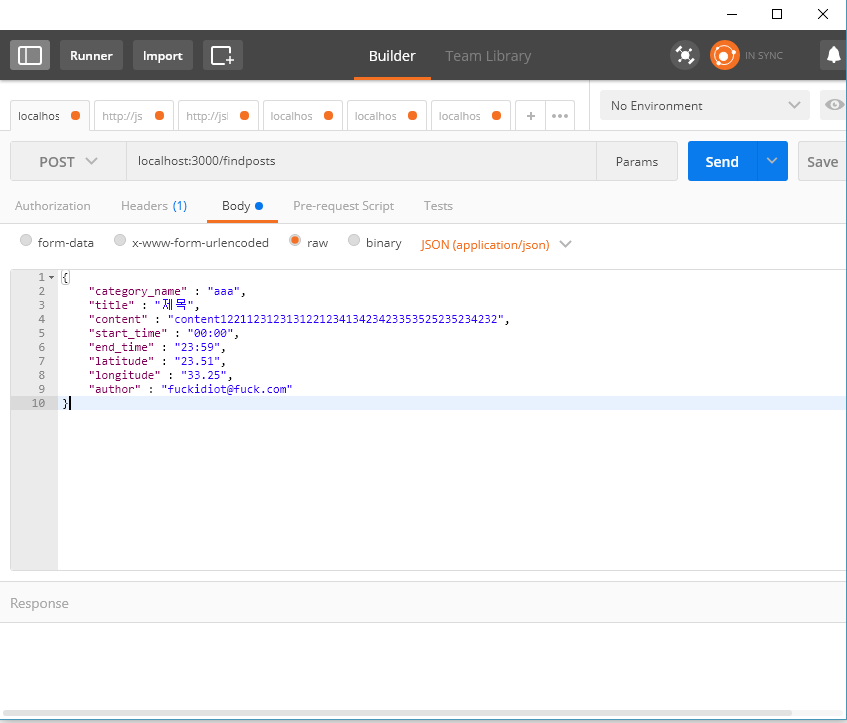 Runner Import Builder Team Library IN SYNC
localhos http://js http://jsl localhos localhos localhos + ••• No Environment
POST localhost:3000/findposts Params Send Save
Authorization Headers (1) Body Pre-request Script Tests
form-data x-www-form-urlencoded raw binary JSON (application/json)
1 {
2 "category_name" : "aaa",
3 "title" : "제목",
4 "content" : "content12211231231312212341342342335352523523​4232",
5 "start_time" : "00:00",
6 "end_time" : "23:59",
7 "latitude" : "23.51",
8 "longitude" : "33.25",
9 "author" : "fuckidiot@fuck.com"
10 }
Response